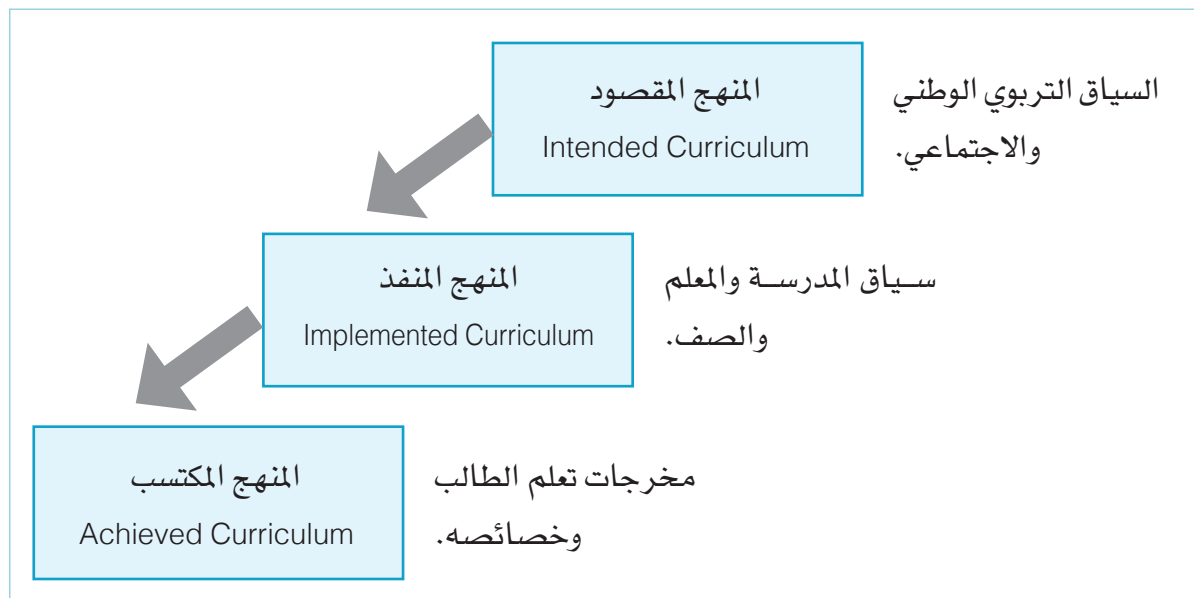 المنهج المقصود
Intended Curriculum
السياق التربوي الوطني
والاجتماعي.
المنهج المنفذ
Implemented Curriculum
سـياق المدرسـة والمعلم
والصف.
المنهج المكتسب
Achieved Curriculum
مخرجات تعلم الطالب
وخصائصه.